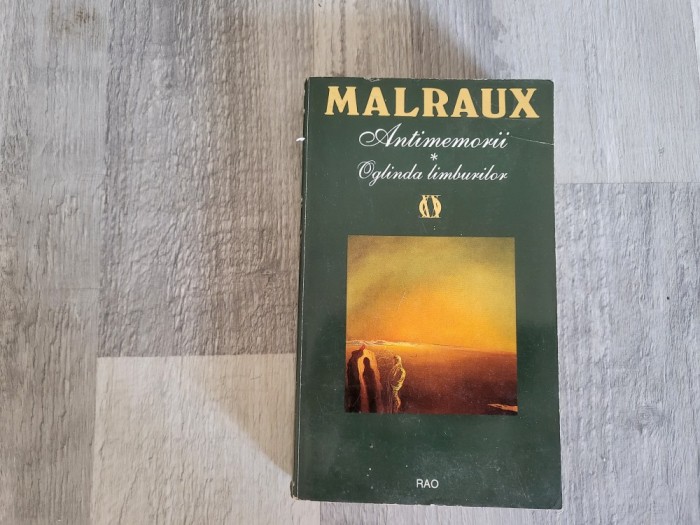 MALRAUX
Antimemorii
*
Oglinda limburilor
RAO